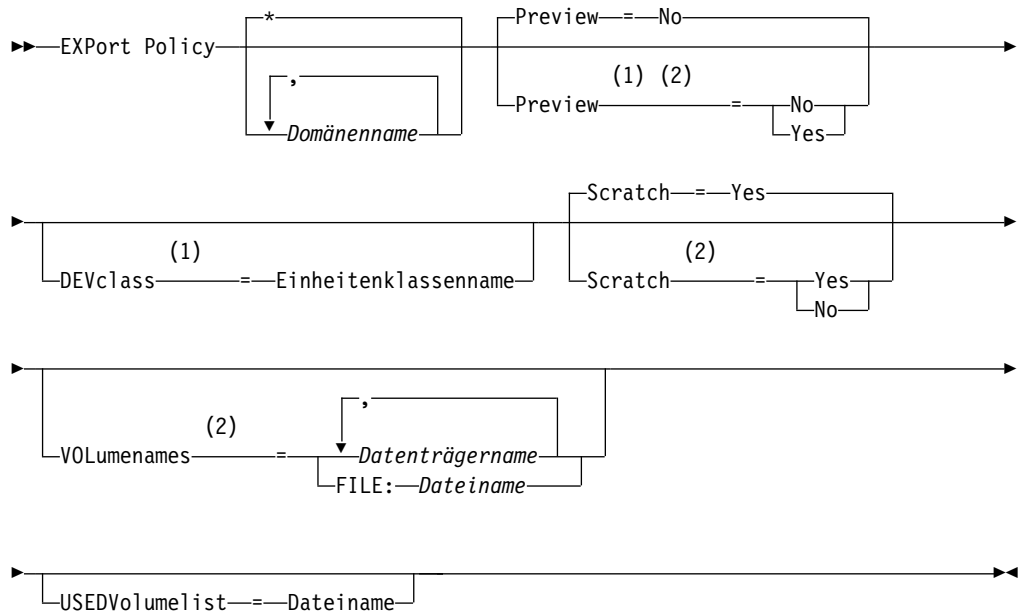 * Preview = No
EXPort Policy
, (1) (2)
Preview = No
Domänenname Yes
Scratch = Yes
(1) (2)
DEVclass = Einheitenklassenname Scratch = Yes
No
,
(2)
VOLumenames = Datenträgername
FILE: Dateiname
USEDVolumelist = Dateiname